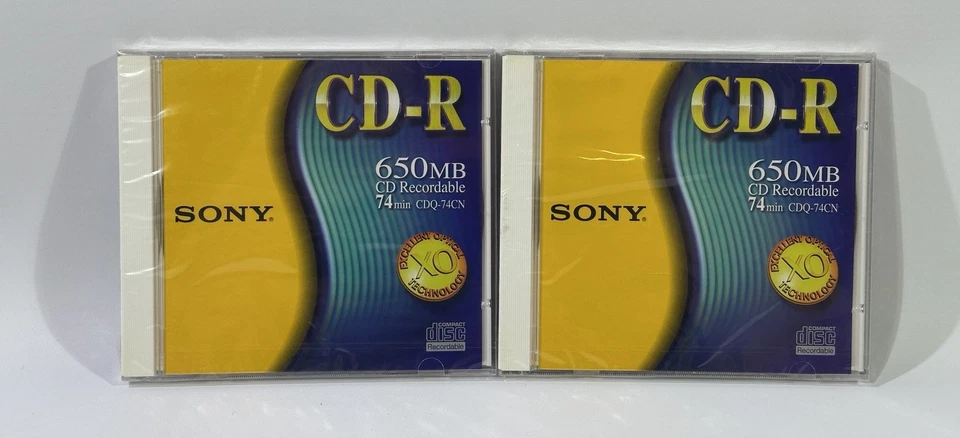 CD-R
650MB
CD Recordable
74min CDQ-74CN
SONY®
EXCELLENT OPTICAL
XO
TECHNOLOGY
COMPACT
disc
Recordable
CD-R
650MB
CD Recordable
74min CDQ-74CN
SONY®
EXCELLENT OPTICAL
XO
TECHNOLOGY
COMPACT
disc
Recordable